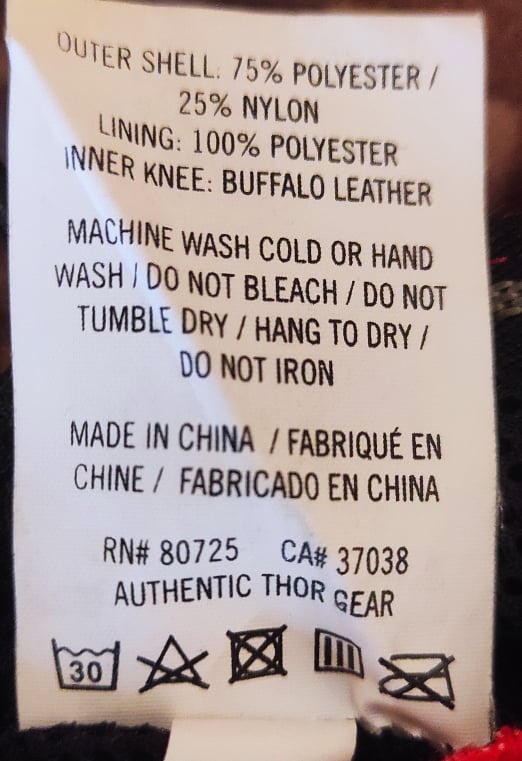 OUTER SHELL: 75% POLYESTER /
25% NYLON
LINING: 100% POLYESTER
INNER KNEE: BUFFALO LEATHER
MACHINE WASH COLD OR HAND
WASH / DO NOT BLEACH / DO NOT
TUMBLE DRY / HANG TO DRY /
DO NOT IRON
MADE IN CHINA / FABRIQUÉ EN
CHINE / FABRICADO EN CHINA
RN# 80725 CA# 37038
AUTHENTIC THOR GEAR
30